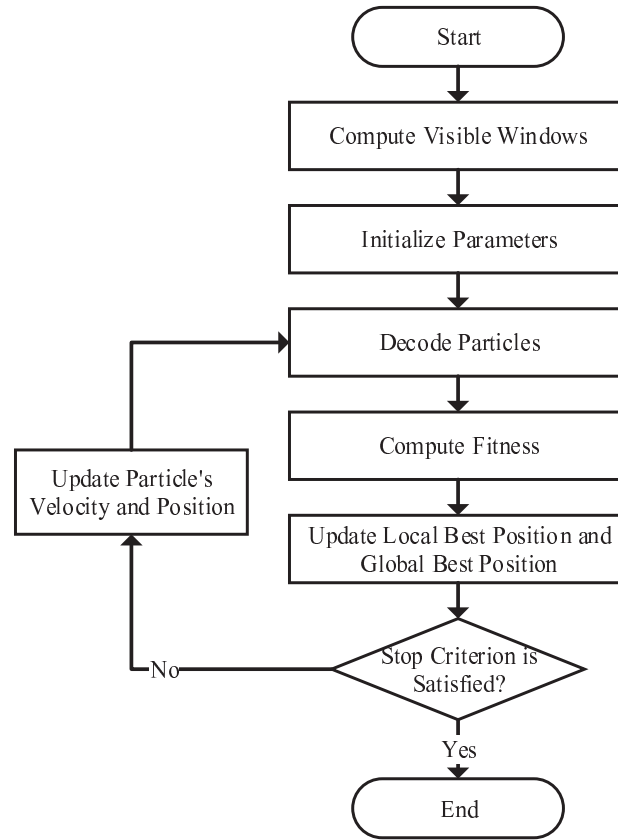 Start
Compute Visible Windows
Initialize Parameters
Decode Particles
Compute Fitness
Update Particle's
Velocity and Position
Update Local Best Position and
Global Best Position
Stop Criterion is
Satisfied?
No
Yes
End